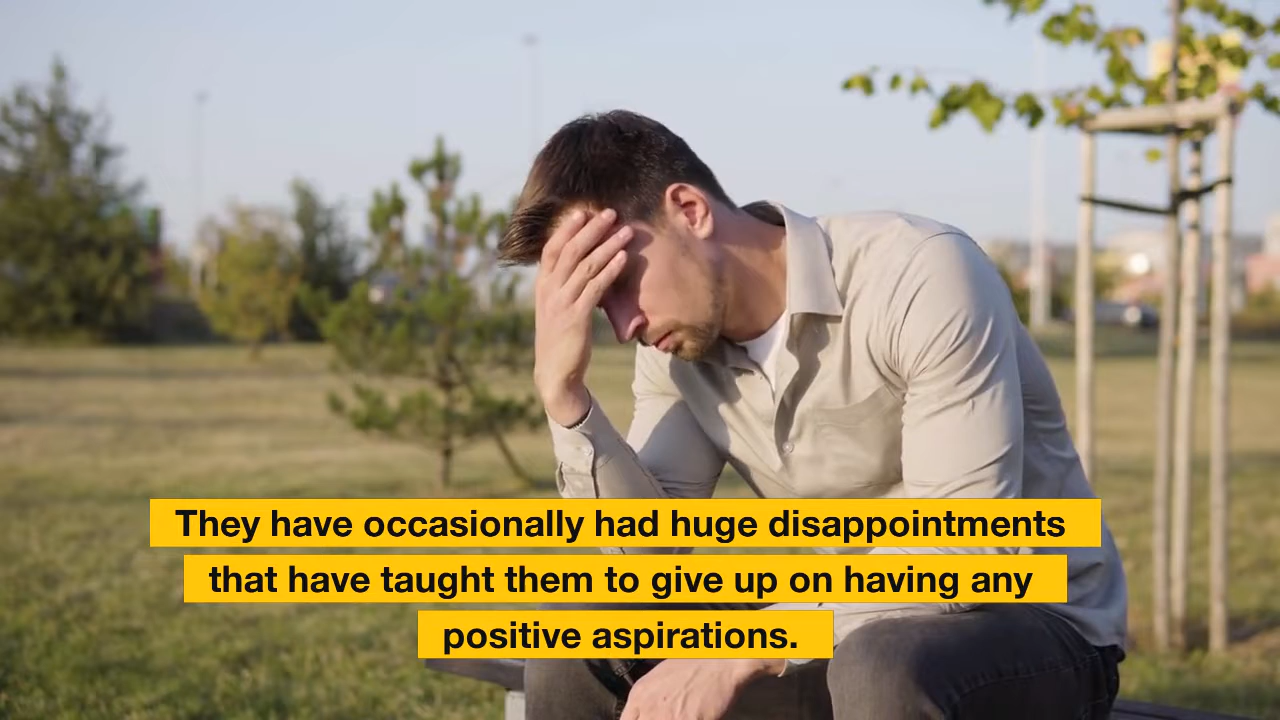 They have occasionally had huge disappointments
that have taught them to give up on having any
positive aspirations.